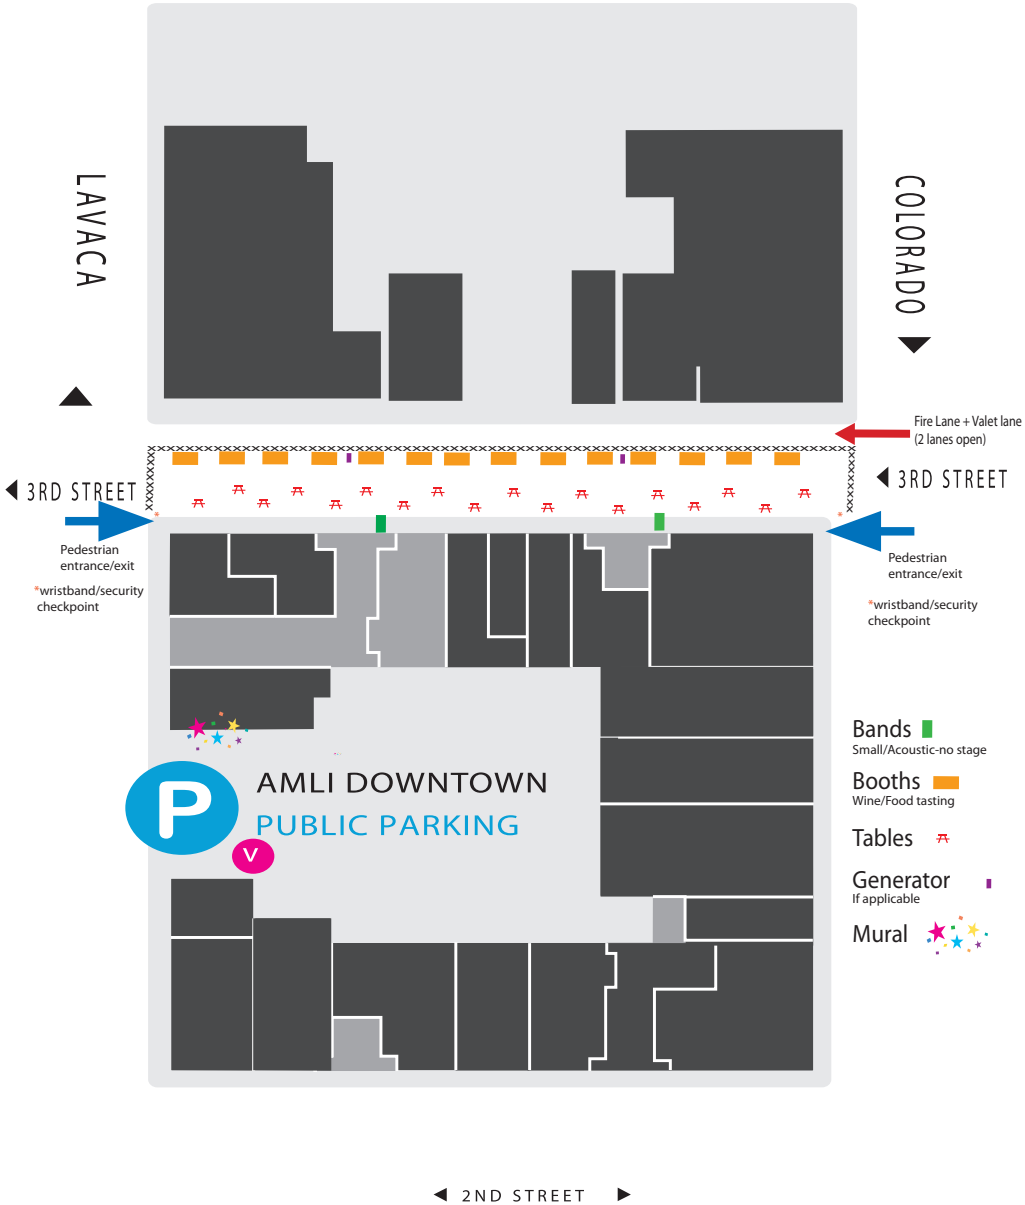 LAVACA
COLORADO
Fire Lane + Valet lane
(2 lanes open)
3RD STREET
3RD STREET
*
*
Pedestrian
entrance/exit
*wristband/security
checkpoint
Pedestrian
entrance/exit
*wristband/security
checkpoint
P
AMLI DOWNTOWN
PUBLIC PARKING
V
Bands
Small/Acoustic-no stage
Booths
Wine/Food tasting
Tables
Generator
If applicable
Mural
2ND STREET